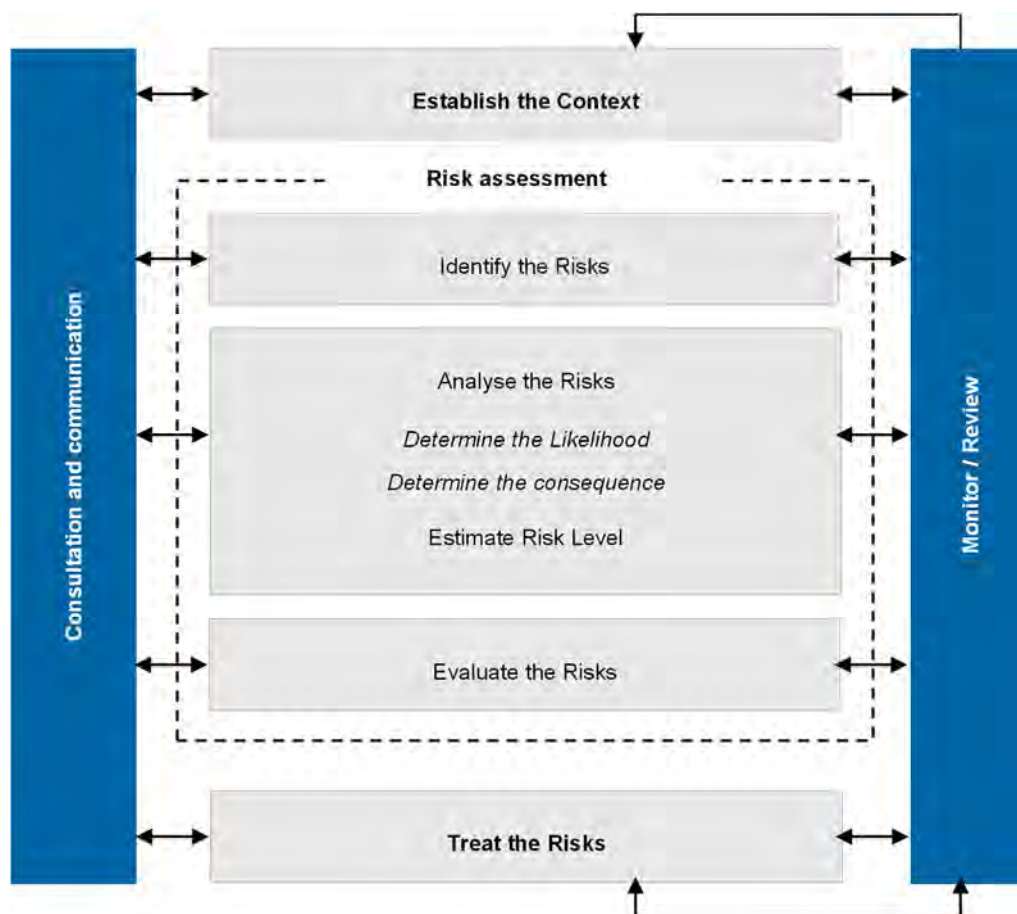 Establish the Context
Risk assessment
Identify the Risks
Analyse the Risks
Determine the Likelihood
Determine the consequence
Estimate Risk Level
Evaluate the Risks
Treat the Risks
Consultation and communication
Monitor / Review